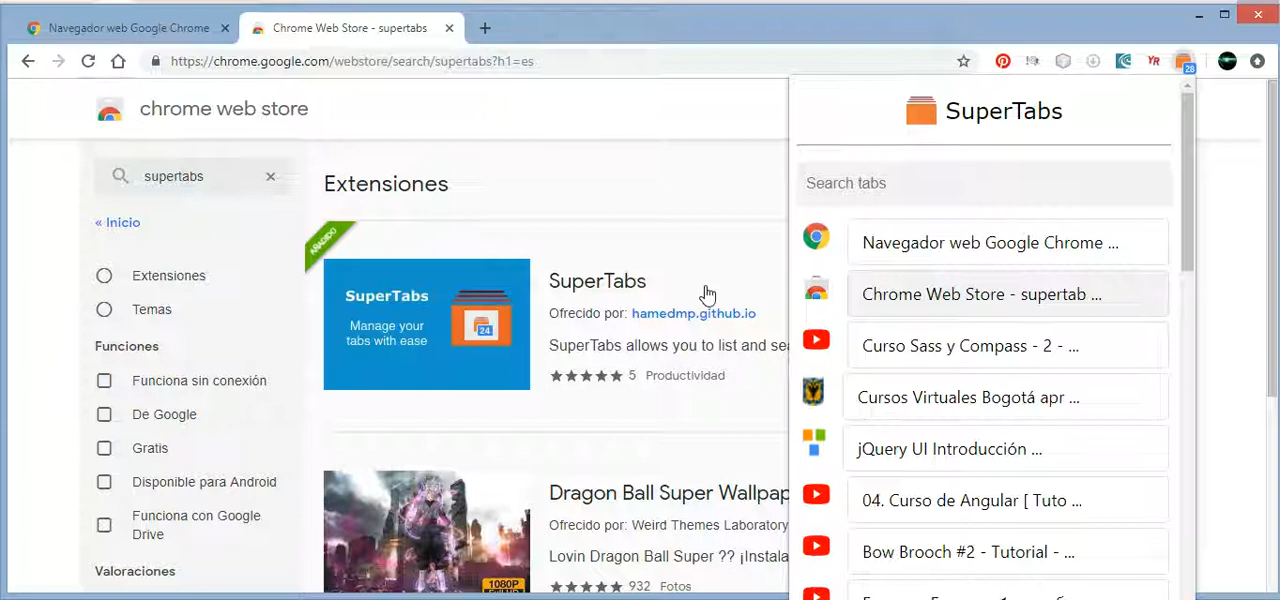 Navegador web Google Chrome
Chrome Web Store - supertabs
https://chrome.google.com/webstore/search/supertabs?h1=es
YR
28
chrome web store
supertabs
« Inicio
Extensiones
Temas
Funciones
Funciona sin conexión
De Google
Gratis
Disponible para Android
Funciona con Google
Drive
Valoraciones
Extensiones
AÑADIDO
SuperTabs
Manage your
tabs with ease
24
SuperTabs
Ofrecido por: hamedmp.github.io
SuperTabs allows you to list and sea
5 Productividad
1080P
Dragon Ball Super Wallpap
Ofrecido por: Weird Themes Laboratory
Lovin Dragon Ball Super ?? ¡Instala
932 Fotos
SuperTabs
Search tabs
Navegador web Google Chrome ...
Chrome Web Store - supertab ...
Curso Sass y Compass - 2 - ...
Cursos Virtuales Bogotá apr ...
jQuery UI Introducción ...
04. Curso de Angular [ Tuto ...
Bow Brooch #2 - Tutorial - ...